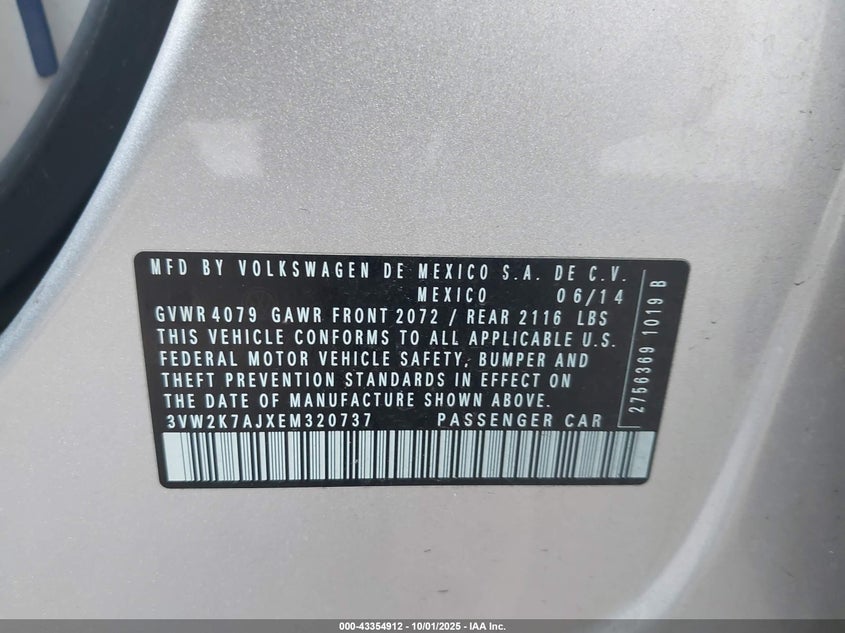 MFD BY VOLKSWAGEN DE MEXICO S.A. DE C.V.
MEXICO 06/14
GVWR 4079 GAWR FRONT 2072 / REAR 2116 LBS
THIS VEHICLE CONFORMS TO ALL APPLICABLE U.S.
FEDERAL MOTOR VEHICLE SAFETY, BUMPER AND
THEFT PREVENTION STANDARDS IN EFFECT ON
THE DATE OF MANUFACTURE SHOWN ABOVE.
3VW2K7AJXEM320737 PASSENGER CAR
2756369 1019 B
000-43354912 - 10/01/2025 - IAA Inc.